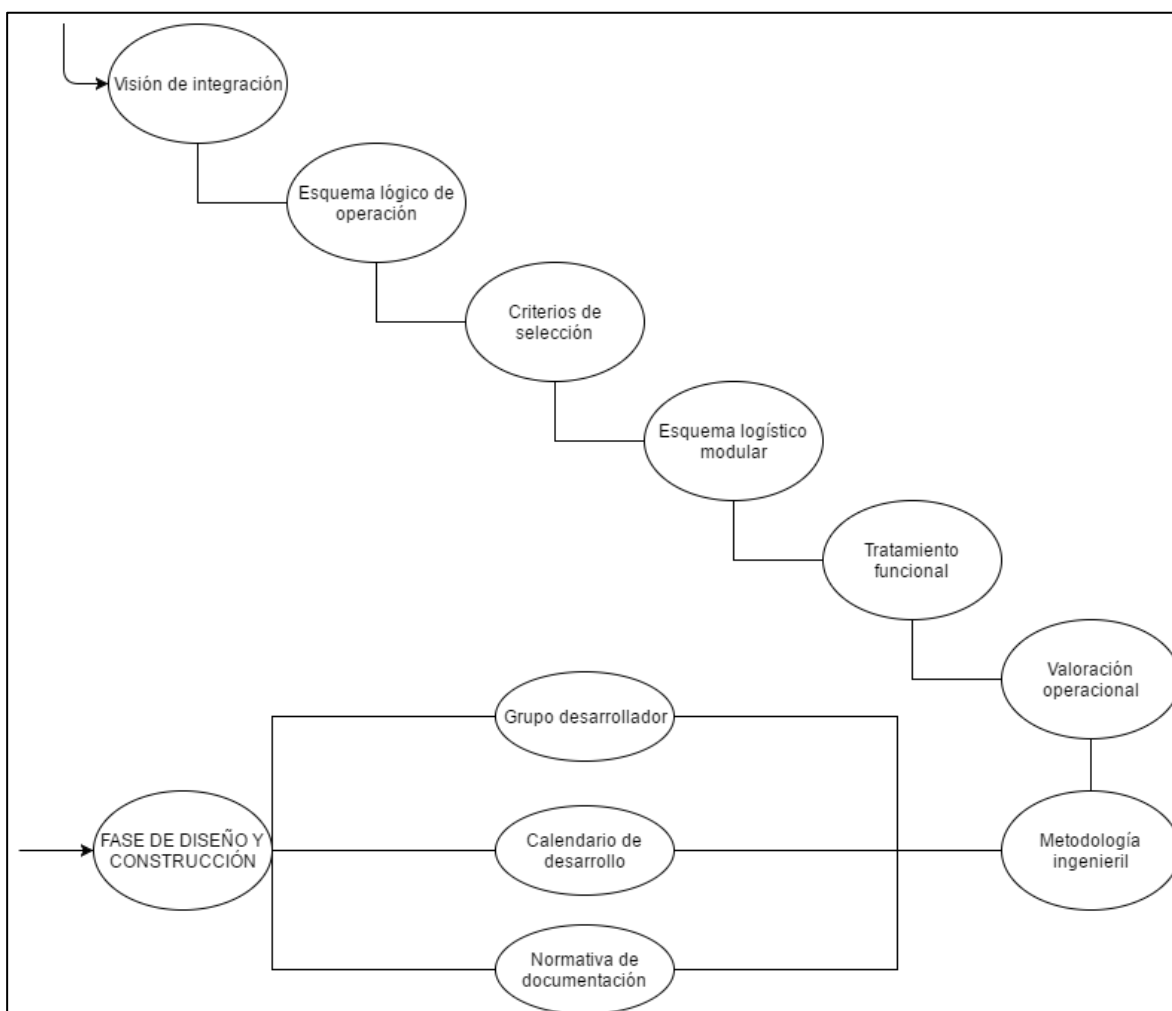 Visión de integración
Esquema lógico de
operación
Criterios de
selección
Esquema logístico
modular
Tratamiento
funcional
Valoración
operacional
Grupo desarrollador
FASE DE DISEÑO Y
CONSTRUCCIÓN
Calendario de
desarrollo
Metodología
ingenieril
Normativa de
documentación